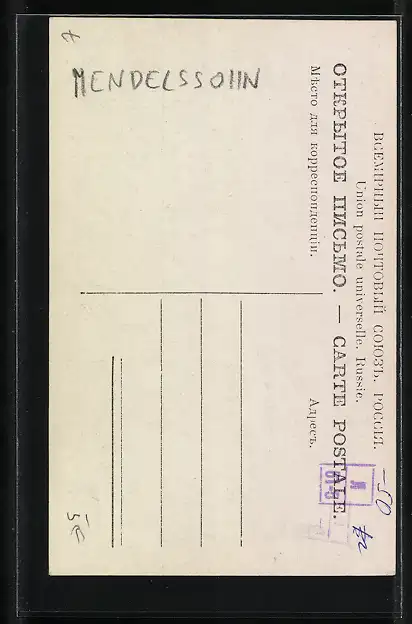 ВСЕМІРНЫЙ ПОЧТОВЫЙ СОЮЗЪ. РОССІЯ.
Union postale universelle. Russie.
ОТКРЫТОЕ ПИСЬМО. — CARTE POSTALE.
Мѣсто для корреспонденціи.
Адресъ.
MENDELSSOHN
-50